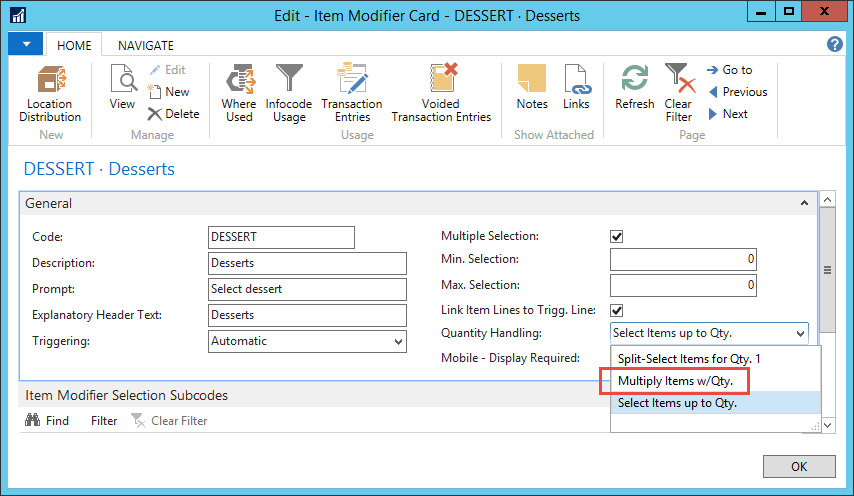 Edit - Item Modifier Card - DESSERT · Desserts
HOME
NAVIGATE
Location
Distribution
New
View
Edit
New
Delete
Manage
Where
Used
Infocode
Usage
Transaction
Entries
Voided
Transaction Entries
Usage
Notes
Links
Show Attached
Refresh
Clear
Filter
Go to
Previous
Next
Page
DESSERT · Desserts
General
Code:
DESSERT
Description:
Desserts
Prompt:
Select dessert
Explanatory Header Text:
Desserts
Triggering:
Automatic
Multiple Selection:
Min. Selection:
0
Max. Selection:
0
Link Item Lines to Trigg. Line:
Quantity Handling:
Select Items up to Qty.
Mobile - Display Required:
Split-Select Items for Qty. 1
Multiply Items w/Qty.
Select Items up to Qty.
Item Modifier Selection Subcodes
Find
Filter
Clear Filter
OK